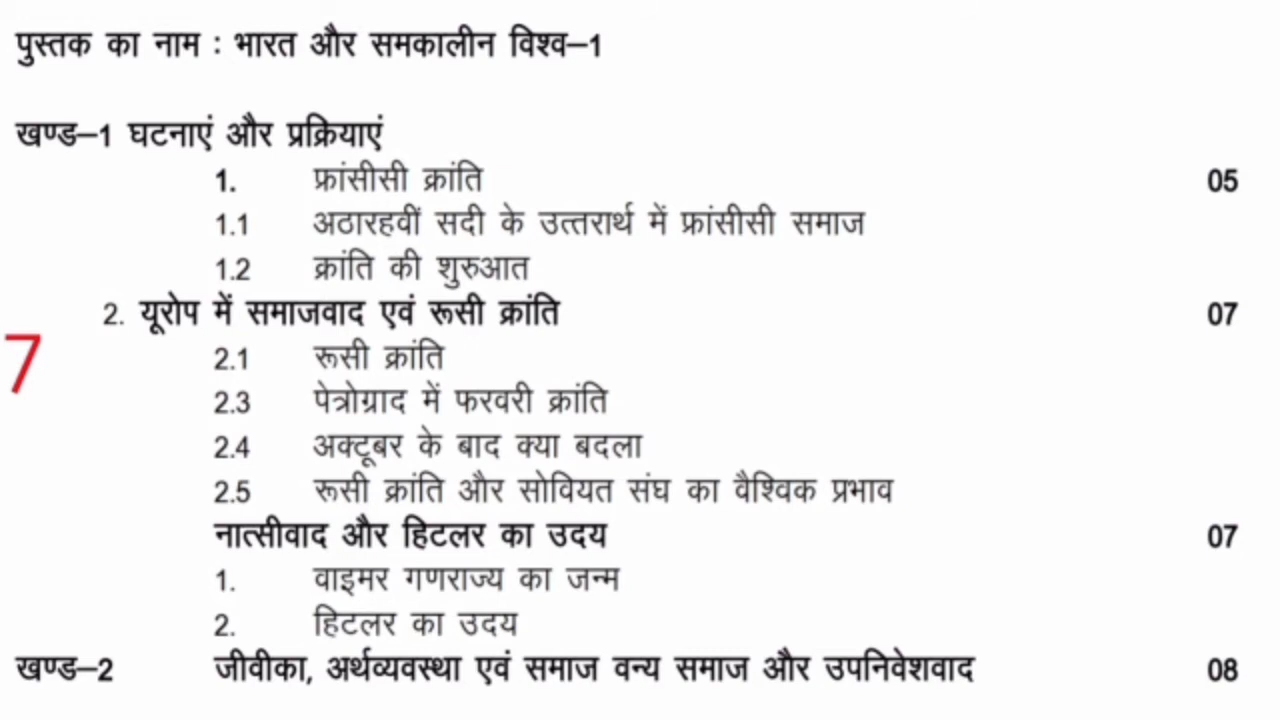 पुस्तक का नाम : भारत और समकालीन विश्व–1
खण्ड–1 घटनाएं और प्रक्रियाएं
1. फ्रांसीसी क्रांति 05
1.1 अठारहवीं सदी के उत्तरार्थ में फ्रांसीसी समाज
1.2 क्रांति की शुरुआत
2. यूरोप में समाजवाद एवं रूसी क्रांति 07
7
2.1 रूसी क्रांति
2.3 पेत्रोग्राद में फरवरी क्रांति
2.4 अक्टूबर के बाद क्या बदला
2.5 रूसी क्रांति और सोवियत संघ का वैश्विक प्रभाव
नात्सीवाद और हिटलर का उदय 07
1. वाइमर गणराज्य का जन्म
2. हिटलर का उदय
खण्ड–2 जीवीका, अर्थव्यवस्था एवं समाज वन्य समाज और उपनिवेशवाद 08